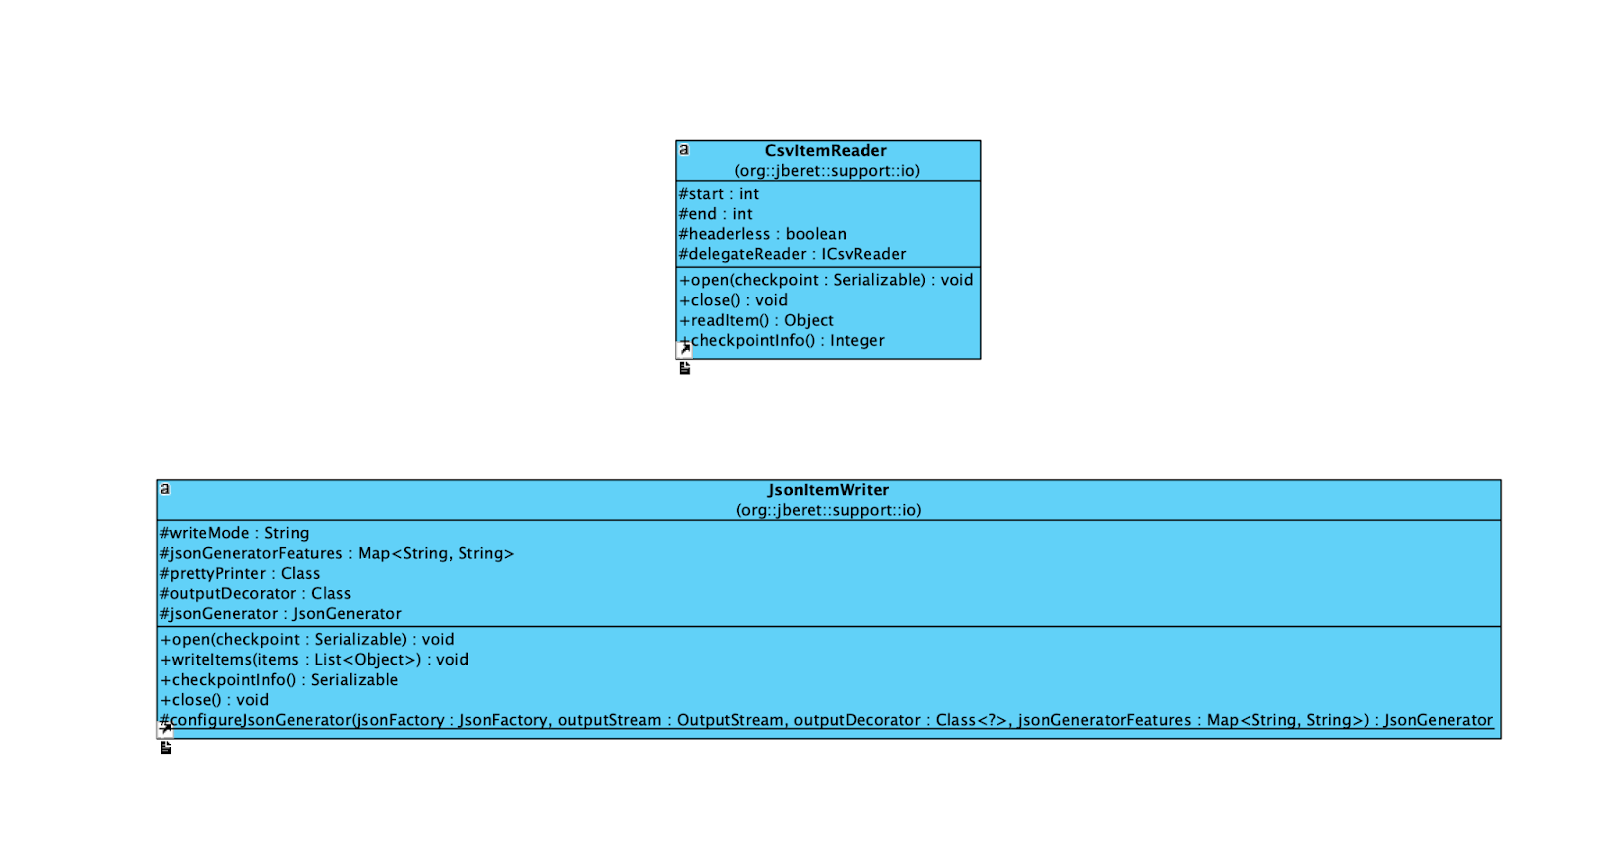 a
CsvItemReader
(org::jberet::support::io)
#start : int
#end : int
#headerless : boolean
#delegateReader : ICsvReader
+open(checkpoint : Serializable) : void
+close() : void
+readItem() : Object
+checkpointInfo() : Integer
a
JsonItemWriter
(org::jberet::support::io)
#writeMode : String
#jsonGeneratorFeatures : Map<String, String>
#prettyPrinter : Class
#outputDecorator : Class
#jsonGenerator : JsonGenerator
+open(checkpoint : Serializable) : void
+writeItems(items : List<Object>) : void
+checkpointInfo() : Serializable
+close() : void
#configureJsonGenerator(jsonFactory : JsonFactory, outputStream : OutputStream, outputDecorator : Class<?>, jsonGeneratorFeatures : Map<String, String>) : JsonGenerator